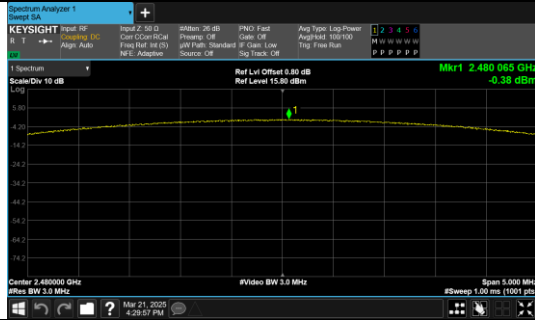 Spectrum Analyzer 1
Swept SA
+
KEYSIGHT Input: RF Input Z: 50 Ω #Atten: 26 dB PNO: Fast Avg Type: Log-Power 1 2 3 4 5 6
R T Coupling: DC Corr CCorr RCal Preamp: Off Gate: Off Avg|Hold: 100/100 M W W W W W
Align: Auto Freq Ref: Int (S) µW Path: Standard IF Gain: Low Trig: Free Run
NFE: Adaptive Source: Off Sig Track: Off P P P P P P
1 Spectrum Ref Lvl Offset 0.80 dB Mkr1 2.480 065 GHz
Scale/Div 10 dB Ref Level 15.80 dBm -0.38 dBm
Log
1
5.80
-4.20
-14.2
-24.2
-34.2
-44.2
-54.2
-64.2
-74.2
Center 2.480000 GHz #Video BW 3.0 MHz Span 5.000 MHz
#Res BW 3.0 MHz #Sweep 1.00 ms (1001 pts)
? Mar 21, 2025
4:29:57 PM